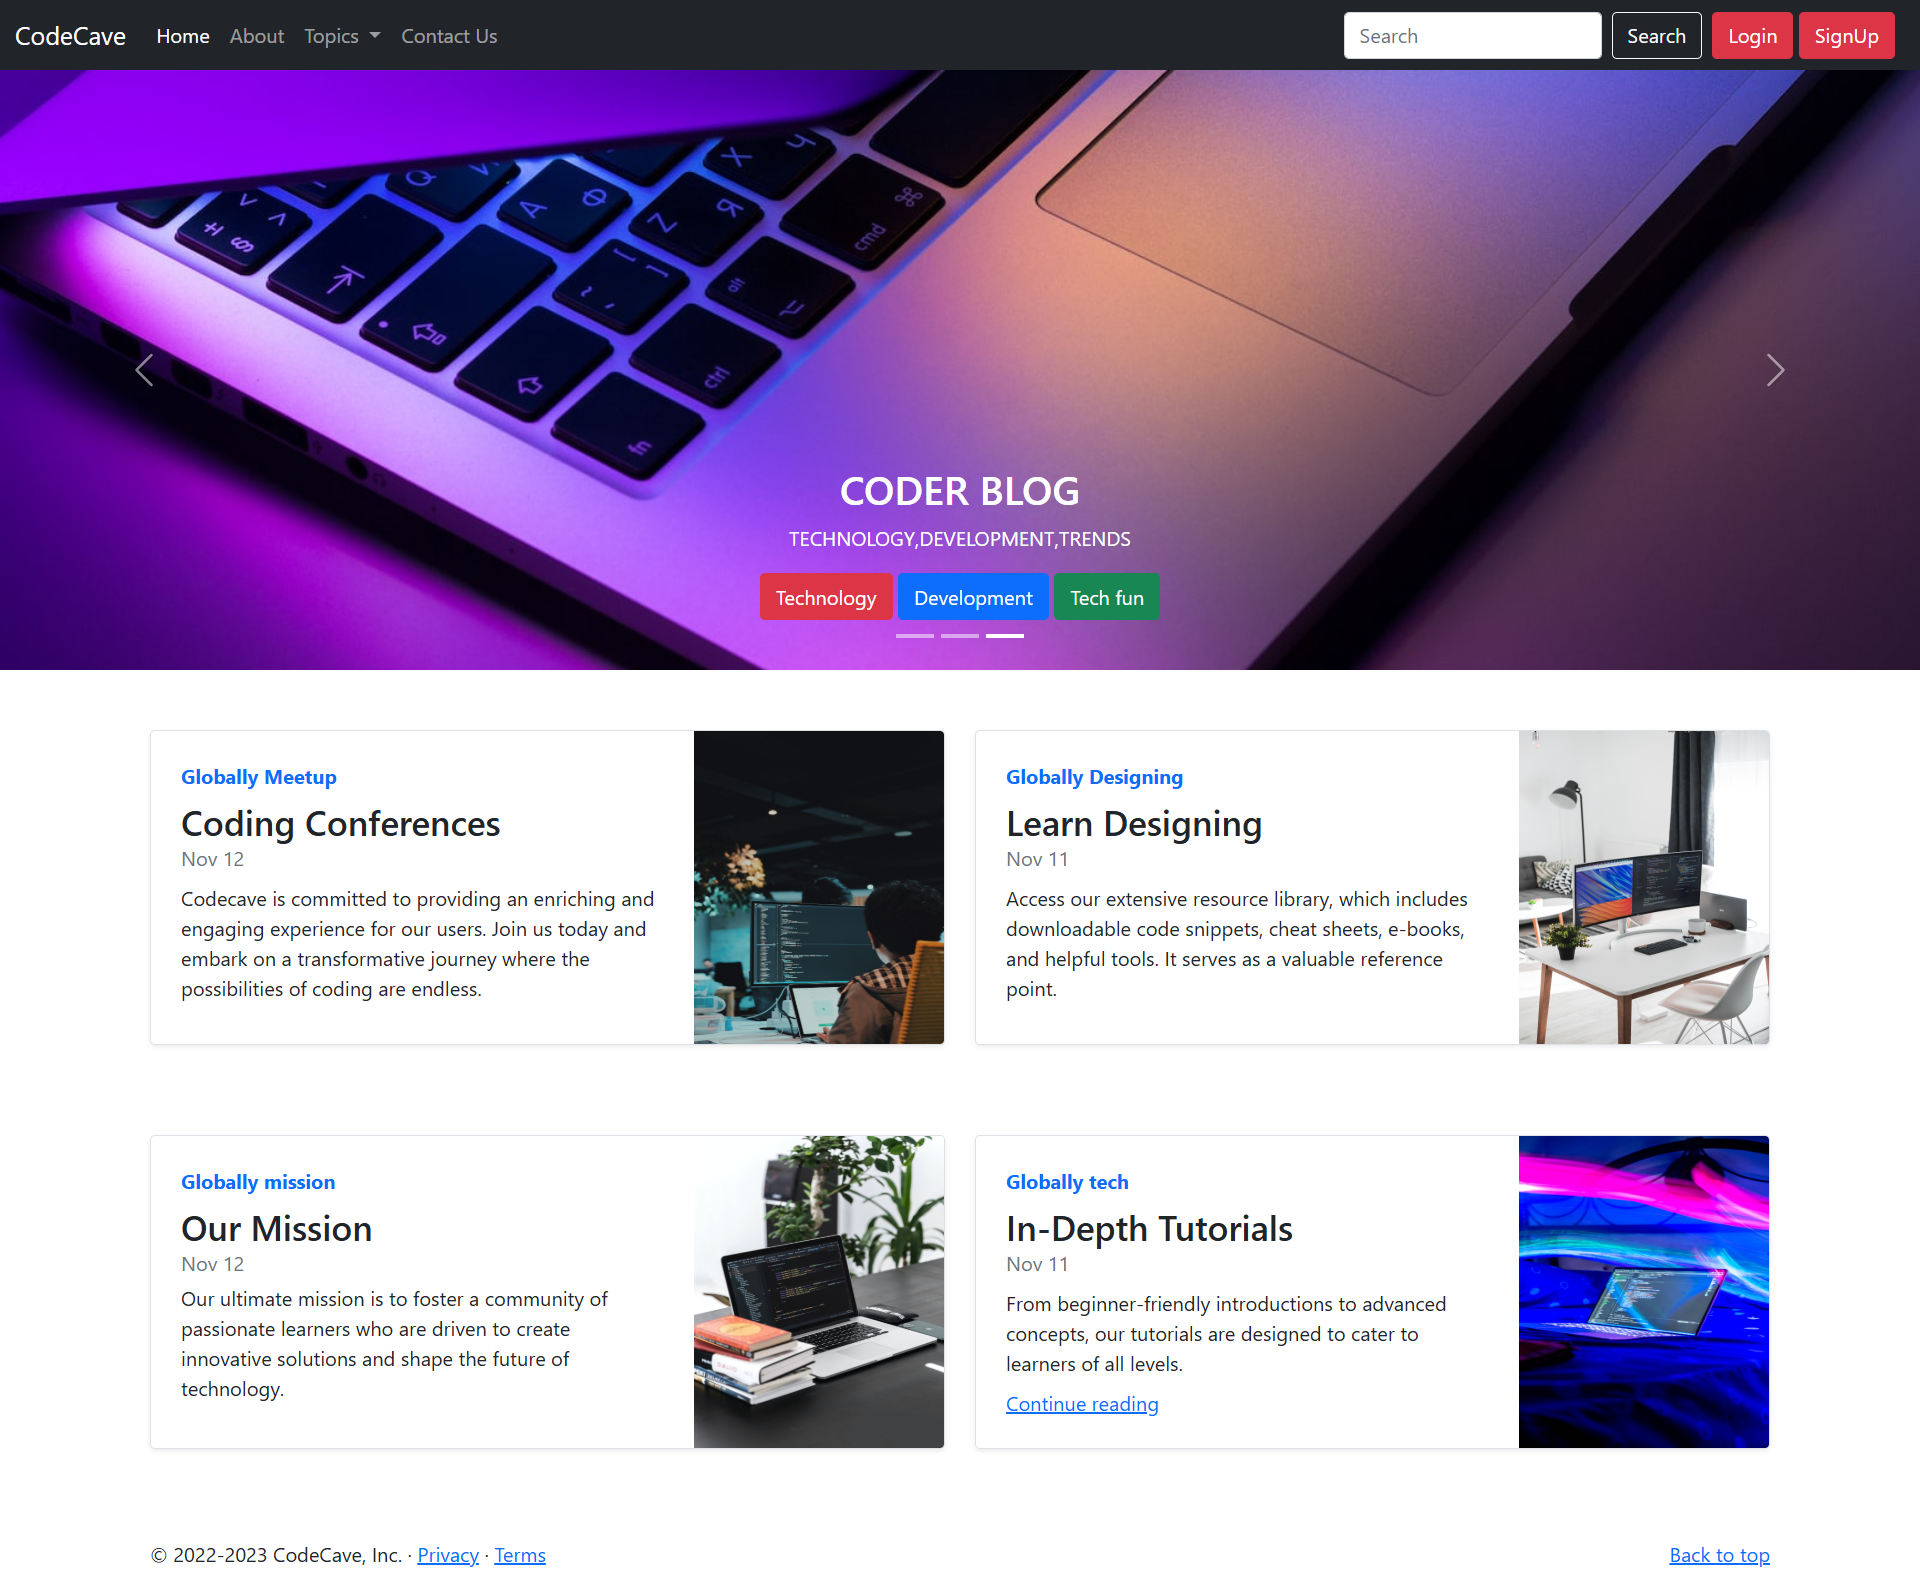 CodeCave Home About Topics Contact Us Search Search Login SignUp
CODER BLOG
TECHNOLOGY,DEVELOPMENT,TRENDS
Technology Development Tech fun
Globally Meetup
Coding Conferences
Nov 12
Codecave is committed to providing an enriching and
engaging experience for our users. Join us today and
embark on a transformative journey where the
possibilities of coding are endless.
Globally Designing
Learn Designing
Nov 11
Access our extensive resource library, which includes
downloadable code snippets, cheat sheets, e-books,
and helpful tools. It serves as a valuable reference
point.
Globally mission
Our Mission
Nov 12
Our ultimate mission is to foster a community of
passionate learners who are driven to create
innovative solutions and shape the future of
technology.
Globally tech
In-Depth Tutorials
Nov 11
From beginner-friendly introductions to advanced
concepts, our tutorials are designed to cater to
learners of all levels.
Continue reading
© 2022-2023 CodeCave, Inc. · Privacy · Terms
Back to top